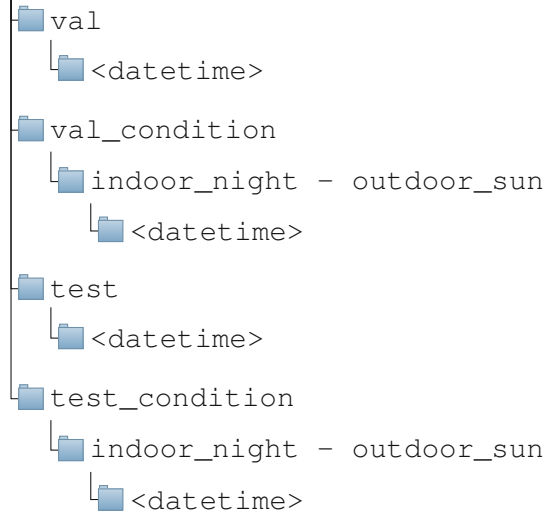 val
<datetime>
val_condition
indoor_night - outdoor_sun
<datetime>
test
<datetime>
test_condition
indoor_night - outdoor_sun
<datetime>